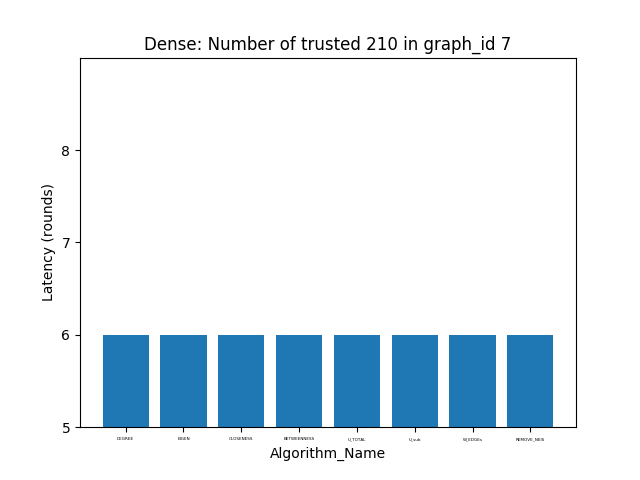 Dense: Number of trusted 210 in graph_id 7
Latency (rounds)
8
7
6
5
DEGREE EIGEN CLOSENESS BETWEENNESS U_TOTAL U_sub W_EDGEs REMOVE_NEIS
Algorithm_Name